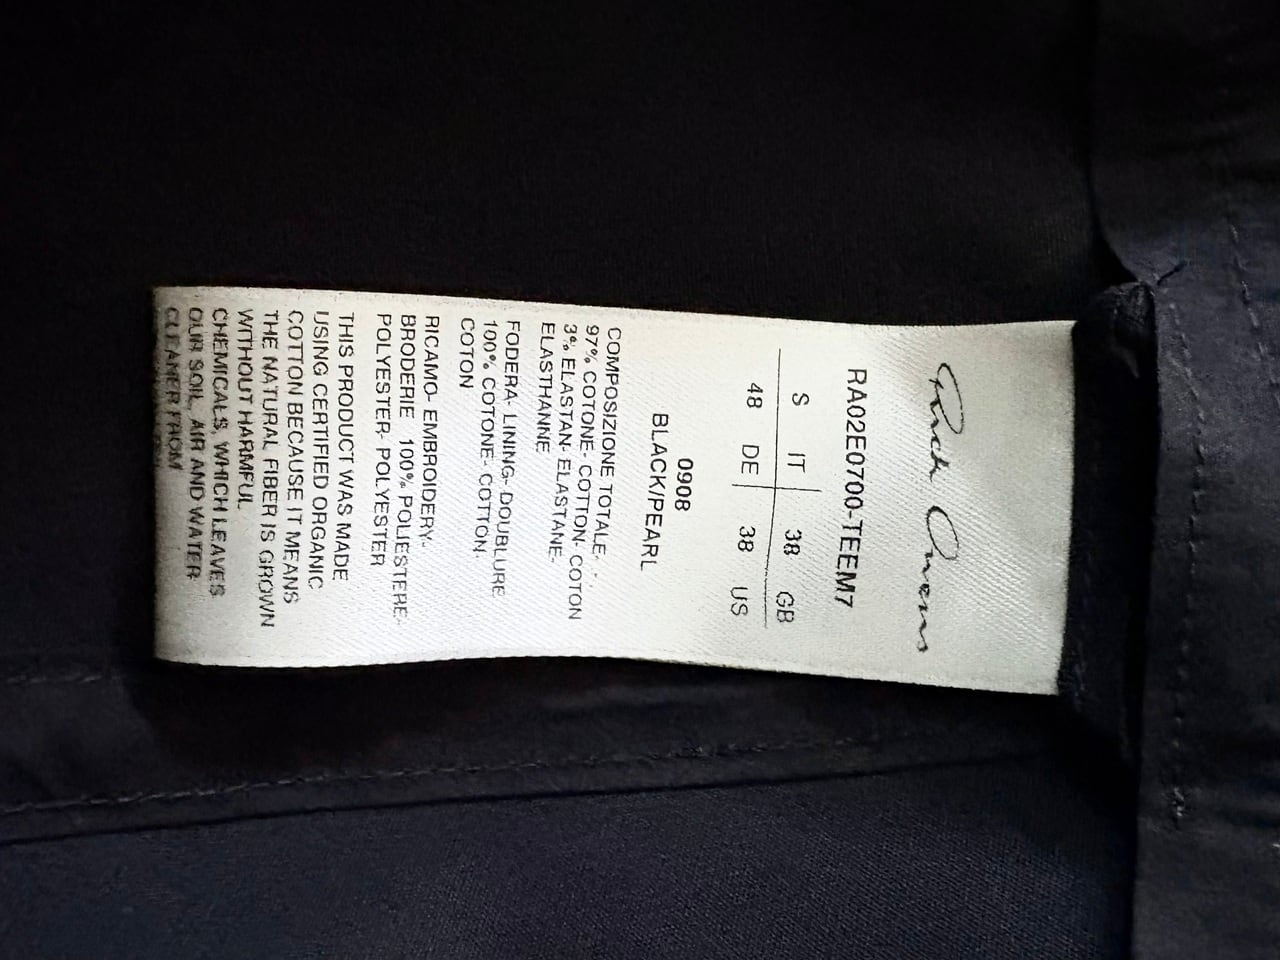 Rick Owens
RA02E0700-TEEM7
S IT 38 GB
48 DE 38 US
0908
BLACK/PEARL
COMPOSIZIONE TOTALE-
97% COTONE- COTTON- COTON
3% ELASTAN- ELASTANE-
ELASTHANNE
FODERA- LINING- DOUBLURE
100% COTONE- COTTON-
COTON
RICAMO- EMBROIDERY-
BRODERIE 100% POLIESTERE-
POLYESTER- POLYESTER
THIS PRODUCT WAS MADE
USING CERTIFIED ORGANIC
COTTON BECAUSE IT MEANS
THE NATURAL FIBER IS GROWN
WITHOUT HARMFUL
CHEMICALS, WHICH LEAVES
OUR SOIL, AIR AND WATER
CLEANER FROM